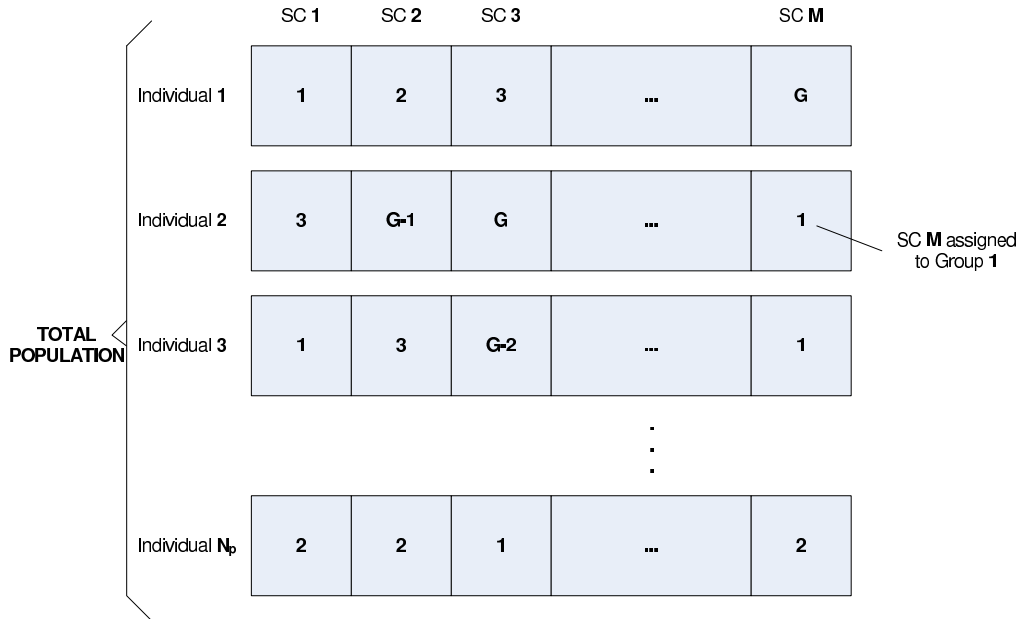 SC 1 SC 2 SC 3 SC M
Individual 1 1 2 3 ... G
Individual 2 3 G-1 G ... 1
SC M assigned
to Group 1
TOTAL
POPULATION
Individual 3 1 3 G-2 ... 1
.
.
.
Individual Np 2 2 1 ... 2